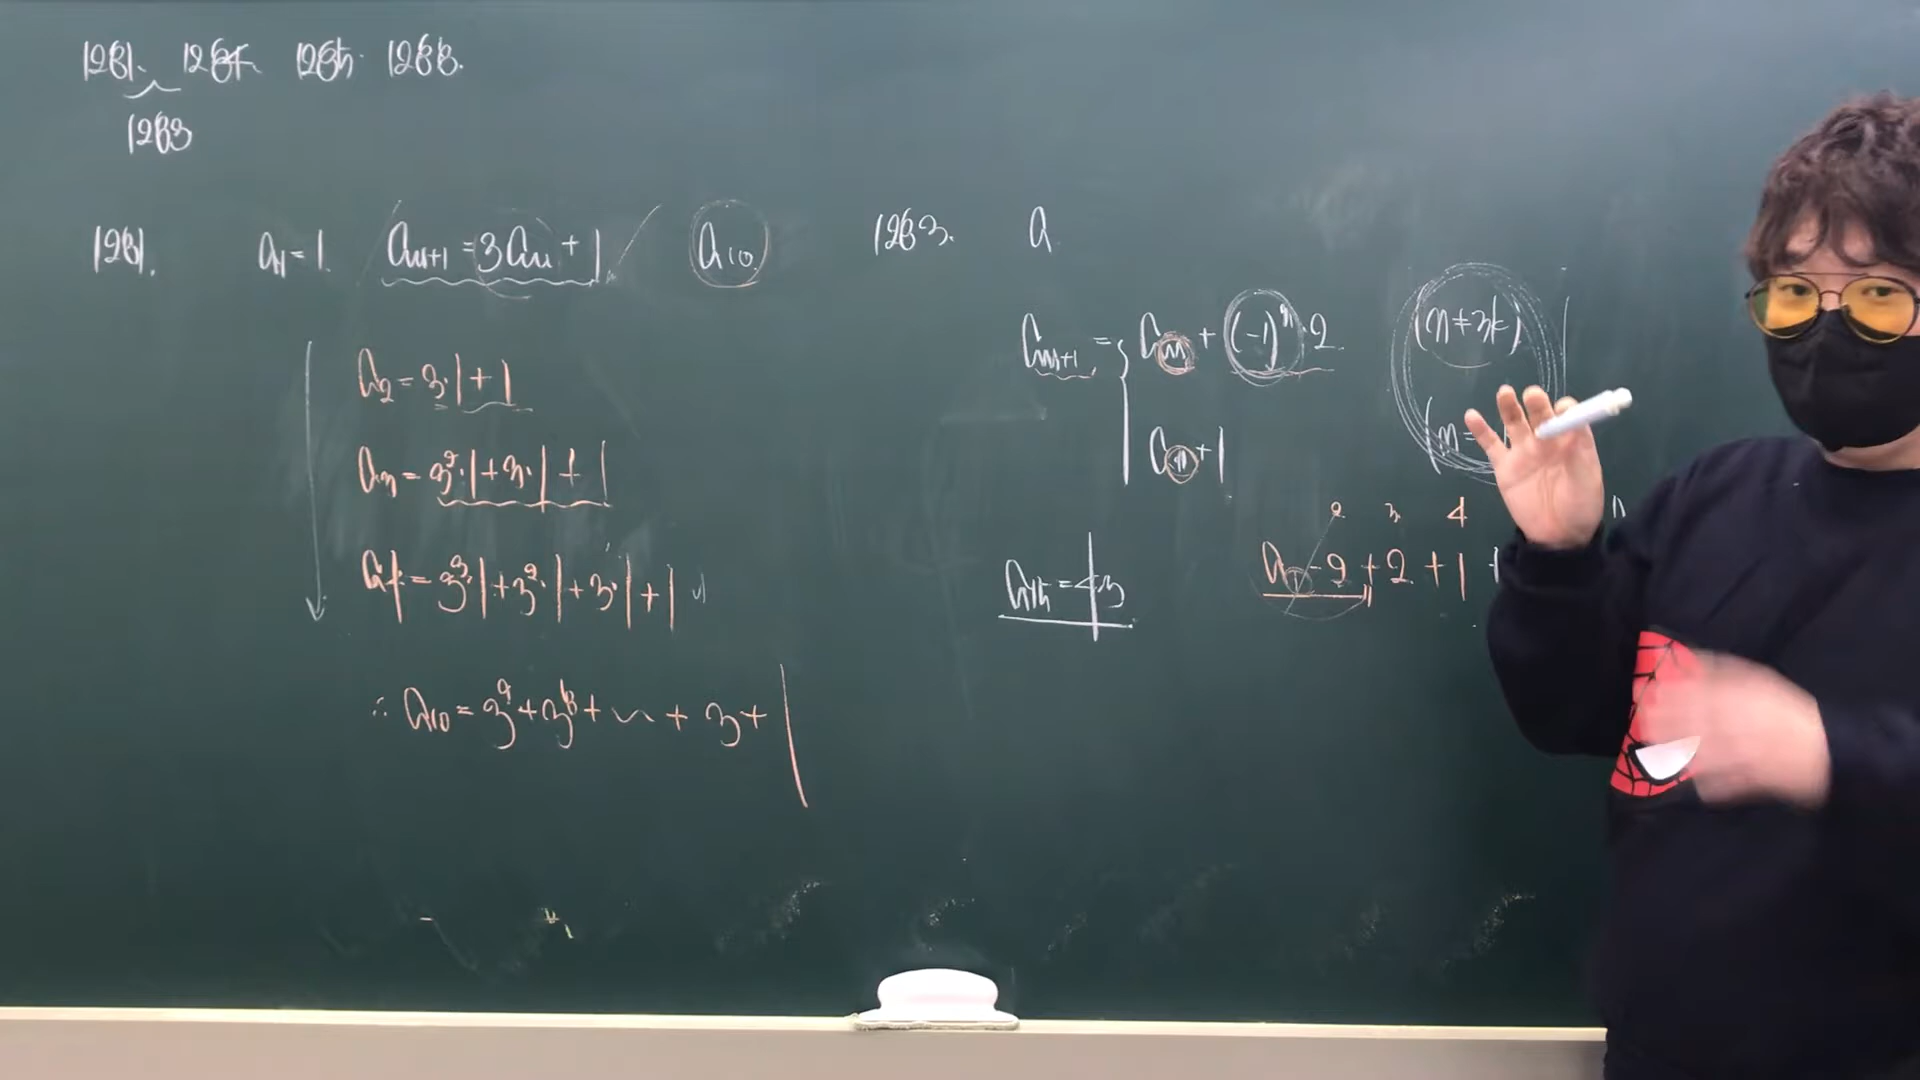 1281. 1284. 1285. 1288.
1283
1281. a₁=1. aₙ₊₁=3aₙ+1 a₁₀
a₂=3·1+1
a₃=3²·1+3·1+1
a₄=3³·1+3²·1+3·1+1
∴ a₁₀=3⁹+3⁸+~+3+1
1283. a
aₙ₊₁={aₙ+(-1)ⁿ·2 (n≠3k)
aₙ+1 (n=
2 3 4
a₁₅=43 a₁-2+2+1